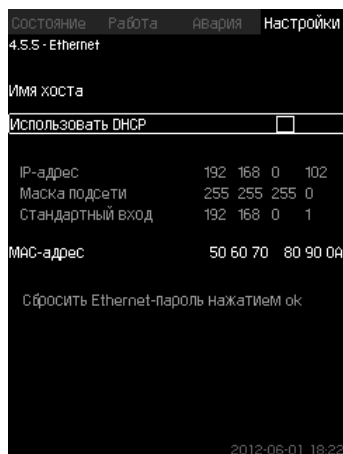 Состояние Работа Авария Настройки
4.5.5 - Ethernet
Имя хоста
Использовать DHCP
IP-адрес 192 168 0 102
Маска подсети 255 255 255 0
Стандартный вход 192 168 0 1
MAC-адрес 50 60 70 80 90 0A
Сбросить Ethernet-пароль нажатием ok
2012-06-01 18:22